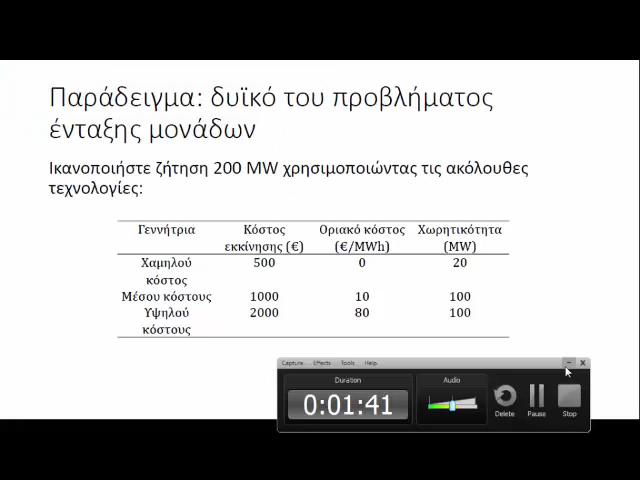 Παράδειγμα: δυϊκό του προβλήματος
ένταξης μονάδων
Ικανοποιήστε ζήτηση 200 MW χρησιμοποιώντας τις ακόλουθες
τεχνολογίες:
Γεννήτρια Κόστος Οριακό κόστος Χωρητικότητα
εκκίνησης (€) (€/MWh) (MW)
Χαμηλού 500 0 20
κόστος
Μέσου κόστους 1000 10 100
Υψηλού 2000 80 100
κόστους
Capture Effects Tools Help
Duration Audio
0:01:41
Delete Pause Stop